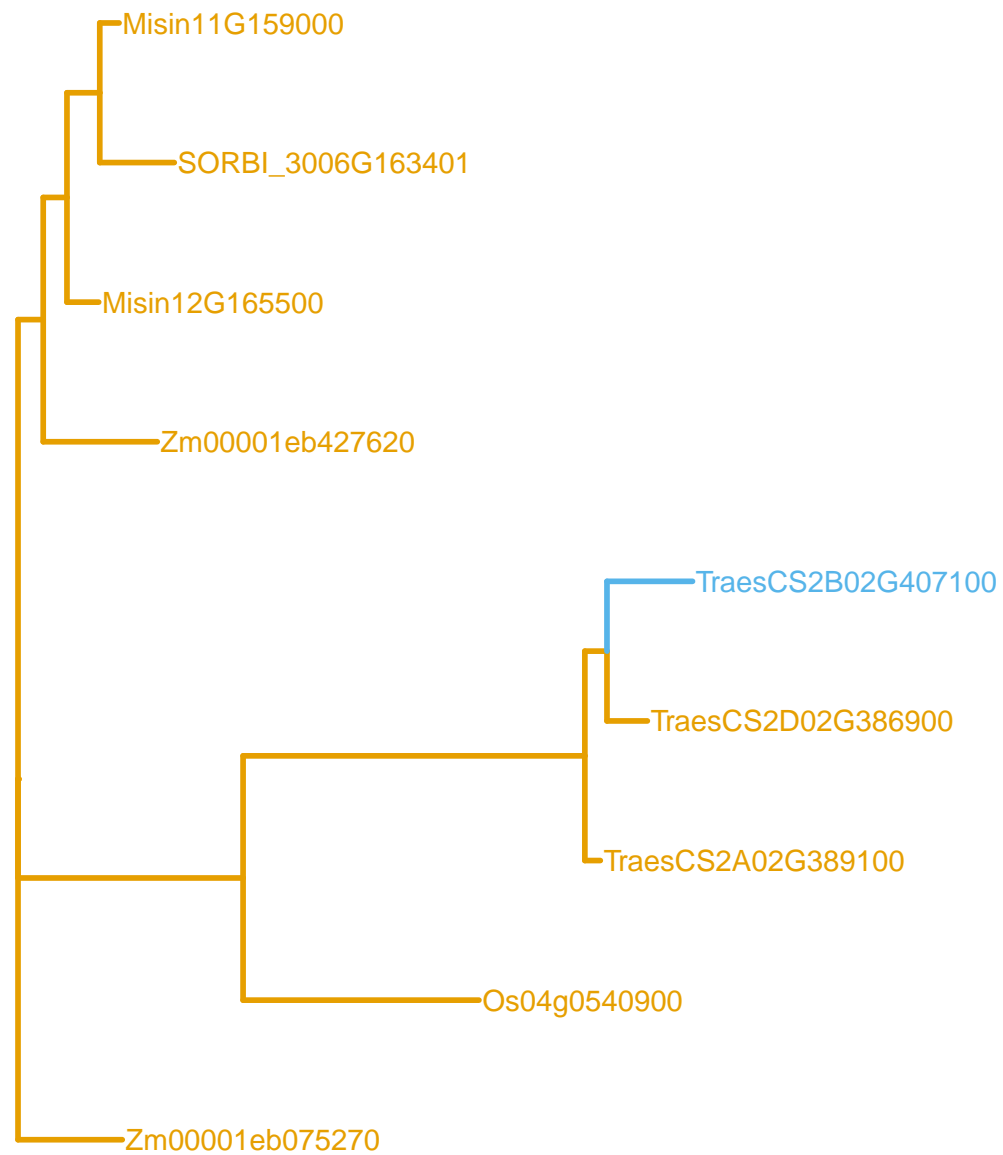 Misin11G159000
SORBI_3006G163401
Misin12G165500
Zm00001eb427620
TraesCS2B02G407100
TraesCS2D02G386900
TraesCS2A02G389100
Os04g0540900
Zm00001eb075270